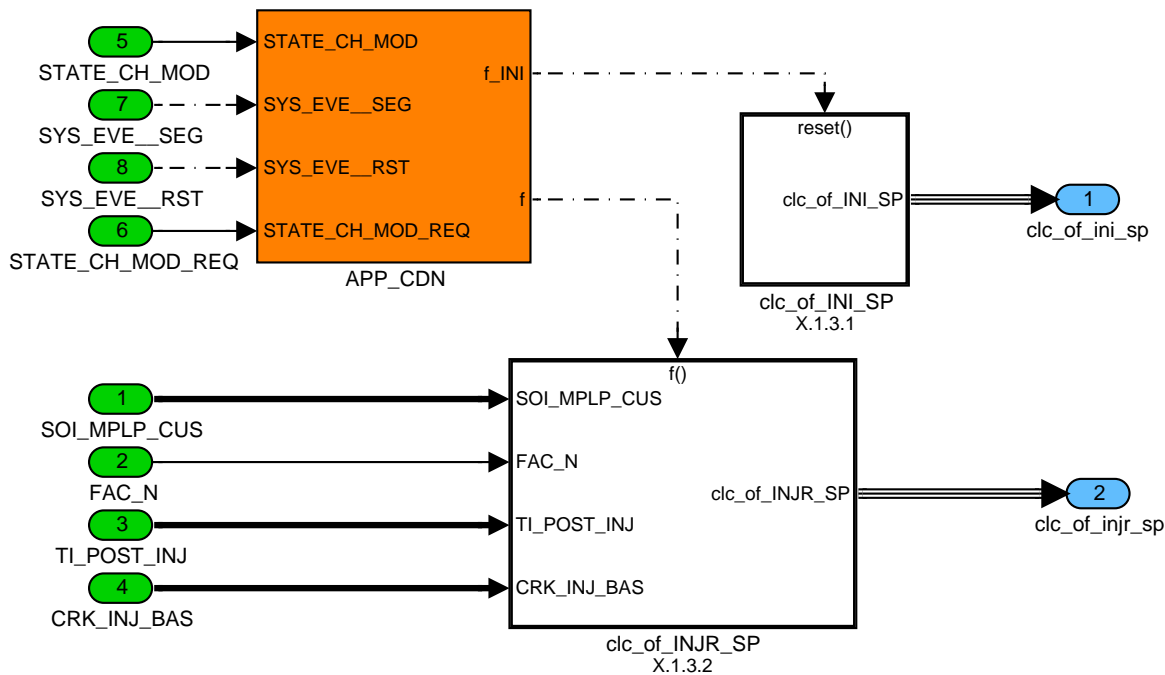 5
STATE_CH_MOD
7
SYS_EVE__SEG
8
SYS_EVE__RST
6
STATE_CH_MOD_REQ
STATE_CH_MOD
SYS_EVE__SEG
SYS_EVE__RST
STATE_CH_MOD_REQ
f_INI
f
APP_CDN
reset()
clc_of_INI_SP
clc_of_INI_SP
X.1.3.1
1
clc_of_ini_sp
1
SOI_MPLP_CUS
2
FAC_N
3
TI_POST_INJ
4
CRK_INJ_BAS
f()
SOI_MPLP_CUS
FAC_N
TI_POST_INJ
CRK_INJ_BAS
clc_of_INJR_SP
clc_of_INJR_SP
X.1.3.2
2
clc_of_injr_sp